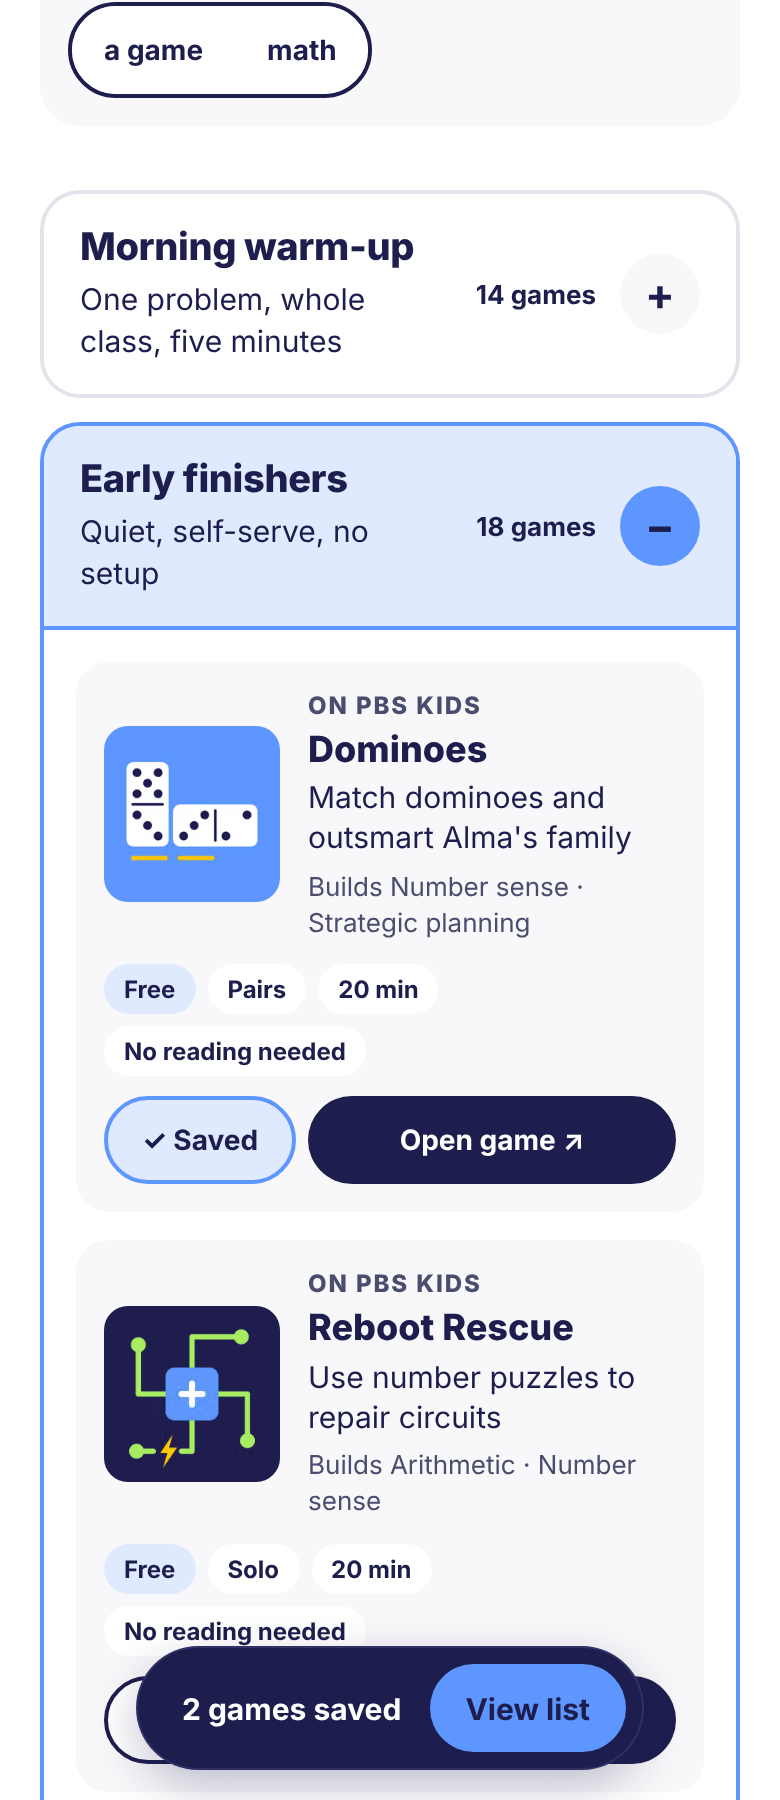 a game math
Morning warm-up
One problem, whole
class, five minutes
14 games
+
Early finishers
Quiet, self-serve, no
setup
18 games
−
ON PBS KIDS
Dominoes
Match dominoes and
outsmart Alma's family
Builds Number sense ·
Strategic planning
Free Pairs 20 min
No reading needed
✓ Saved Open game ↗
ON PBS KIDS
Reboot Rescue
Use number puzzles to
repair circuits
Builds Arithmetic · Number
sense
Free Solo 20 min
No reading needed
2 games saved View list